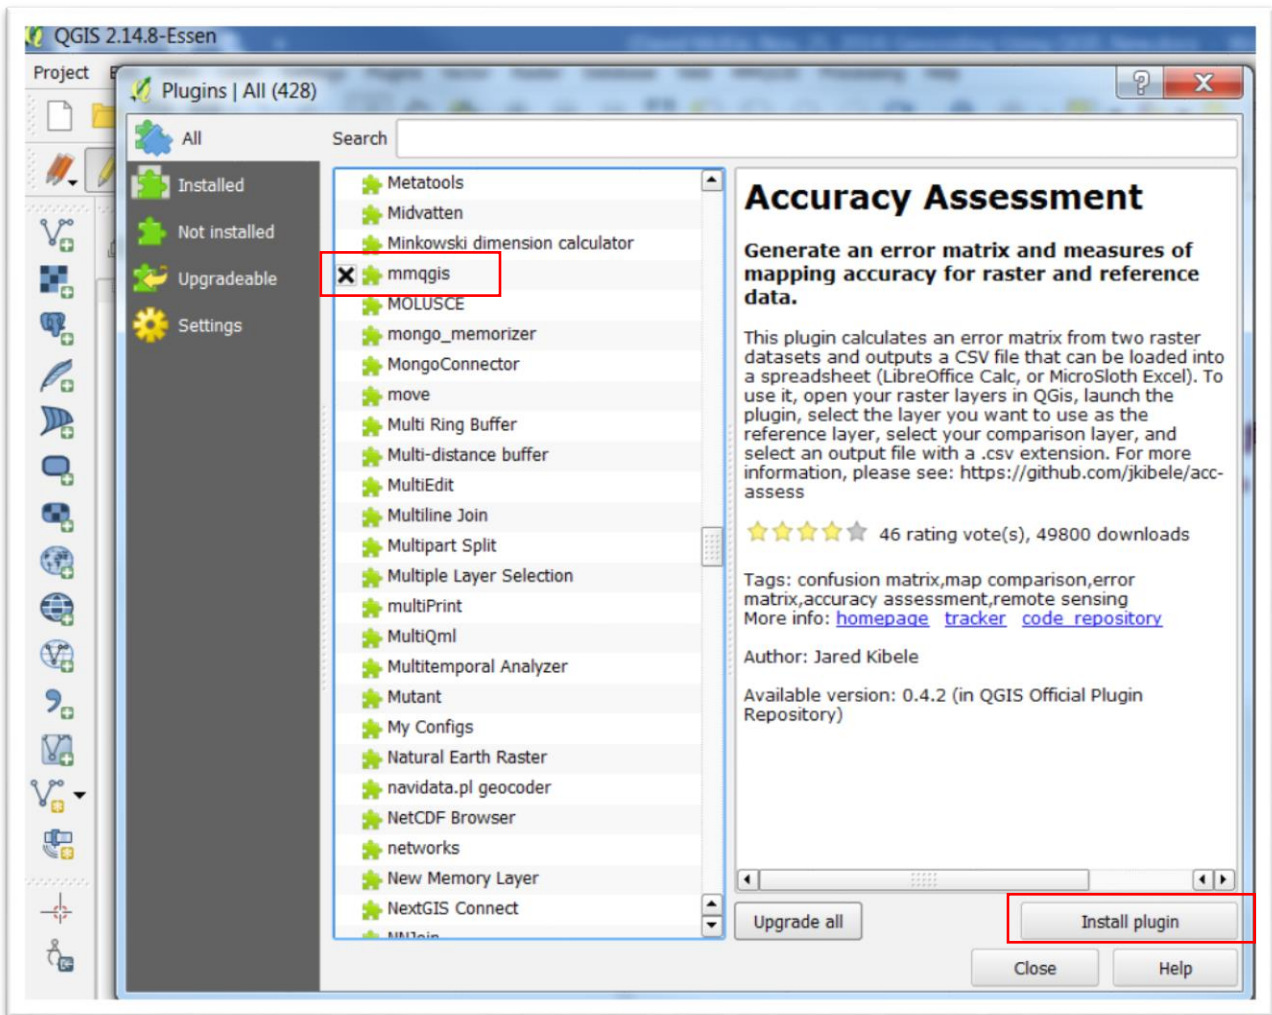 QGIS 2.14.8-Essen
Project
Plugins | All (428)
All
Installed
Not installed
Upgradeable
Settings
Search
Metatools
Midvatten
Minkowski dimension calculator
mmqgis
MOLUSCE
mongo_memorizer
MongoConnector
move
Multi Ring Buffer
Multi-distance buffer
MultiEdit
Multiline Join
Multipart Split
Multiple Layer Selection
multiPrint
MultiQml
Multitemporal Analyzer
Mutant
My Configs
Natural Earth Raster
navidata.pl geocoder
NetCDF Browser
networks
New Memory Layer
NextGIS Connect
NNJoin
Accuracy Assessment
Generate an error matrix and measures of
mapping accuracy for raster and reference
data.
This plugin calculates an error matrix from two raster
datasets and outputs a CSV file that can be loaded into
a spreadsheet (LibreOffice Calc, or MicroSloth Excel). To
use it, open your raster layers in QGis, launch the
plugin, select the layer you want to use as the
reference layer, select your comparison layer, and
select an output file with a .csv extension. For more
information, please see: https://github.com/jkibele/acc-
assess
46 rating vote(s), 49800 downloads
Tags: confusion matrix,map comparison,error
matrix,accuracy assessment,remote sensing
More info: homepage tracker code_repository
Author: Jared Kibele
Available version: 0.4.2 (in QGIS Official Plugin
Repository)
Upgrade all
Install plugin
Close
Help